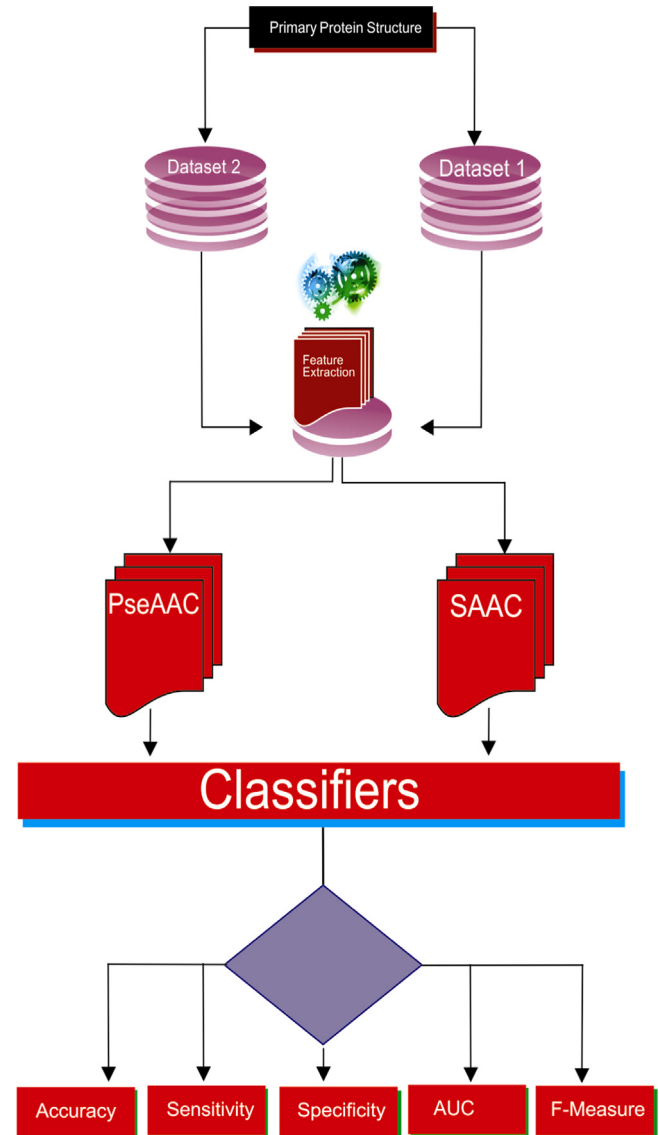 Primary Protein Structure
Dataset 2
Dataset 1
Feature
Extraction
PseAAC
SAAC
Classifiers
Accuracy
Sensitivity
Specificity
AUC
F-Measure